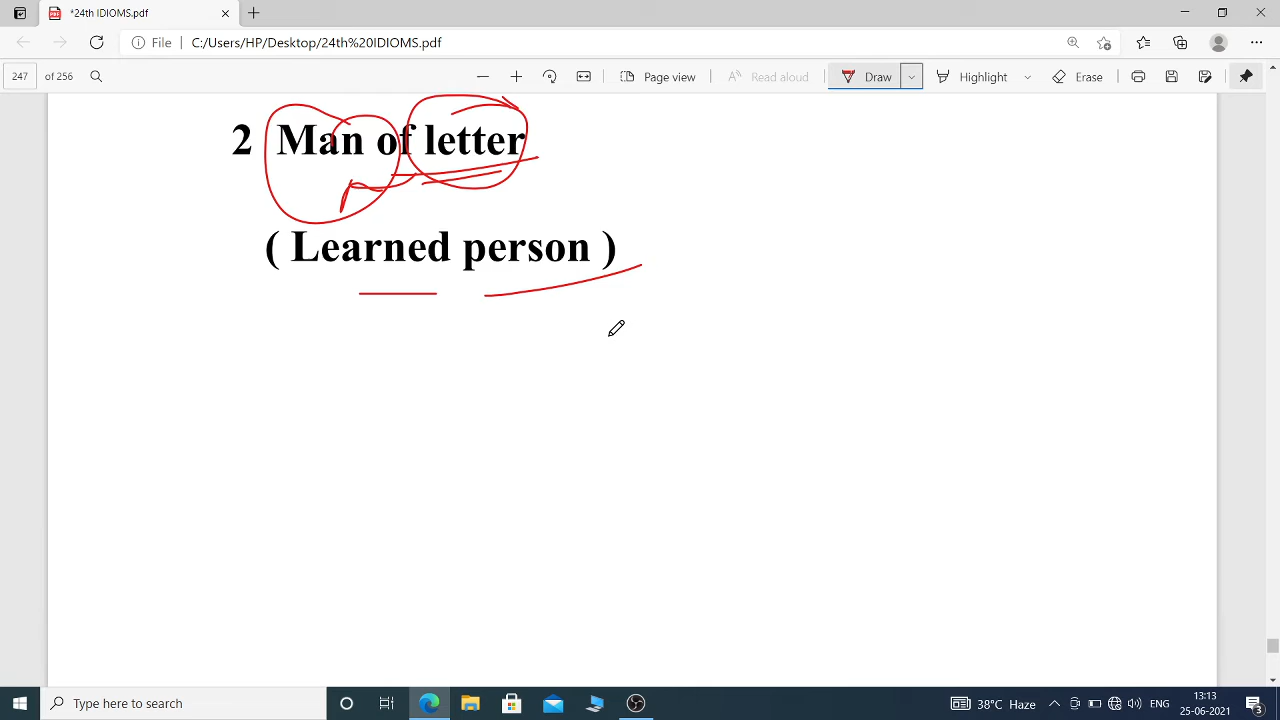 *24th IDIOMS.pdf
File C:/Users/HP/Desktop/24th%20IDIOMS.pdf
247 of 256 Page view Read aloud Draw Highlight Erase
2 Man of letter
( Learned person )
Type here to search
38°C Haze ENG 13:13
25-06-2021 3